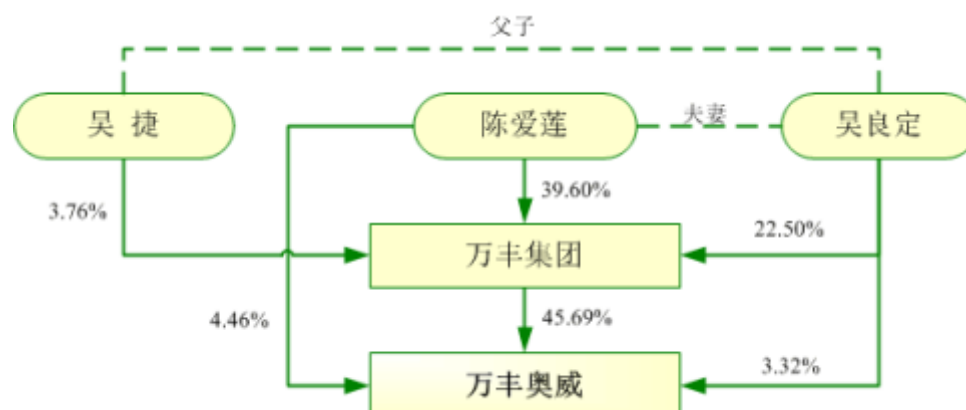 父子
吴 捷
陈爱莲
夫妻
吴良定
3.76%
39.60%
22.50%
万丰集团
4.46%
45.69%
3.32%
万丰奥威